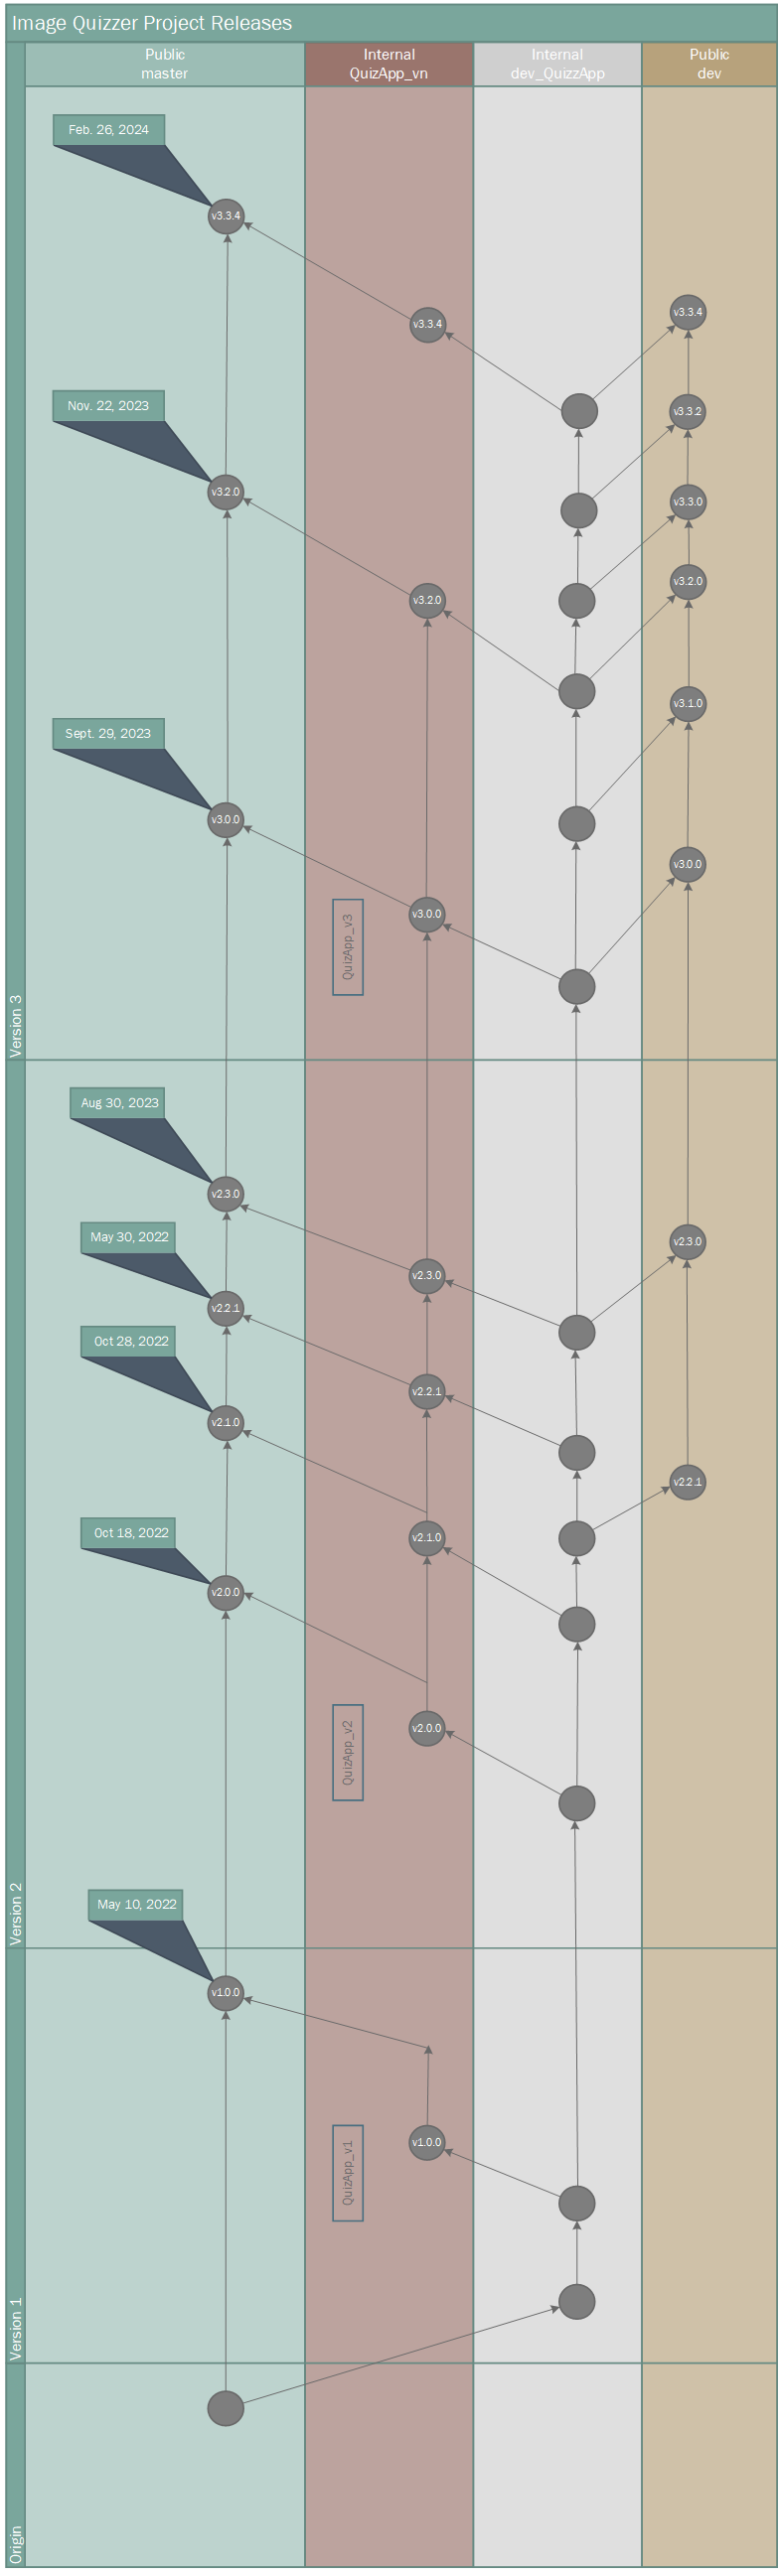 Image Quizzer Project Releases
Public
master
Internal
QuizApp_vn
Internal
dev_QuizzApp
Public
dev
Feb. 26, 2024
v3.3.4
v3.3.4
v3.3.4
Nov. 22, 2023
v3.3.2
v3.2.0
v3.3.0
v3.2.0
v3.2.0
Sept. 29, 2023
v3.1.0
v3.0.0
v3.0.0
v3.0.0
QuizApp_v3
Version 3
Aug 30, 2023
v2.3.0
May 30, 2022
v2.3.0
v2.3.0
v2.2.1
Oct 28, 2022
v2.2.1
v2.1.0
v2.2.1
Oct 18, 2022
v2.1.0
v2.0.0
v2.0.0
QuizApp_v2
Version 2
May 10, 2022
v1.0.0
v1.0.0
QuizApp_v1
Version 1
Origin